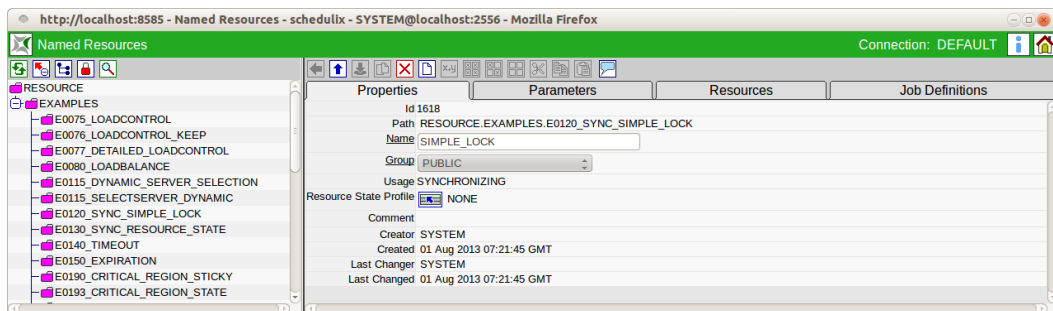 http://localhost:8585 - Named Resources - schedulix - SYSTEM@localhost:2556 - Mozilla Firefox
Named Resources
Connection: DEFAULT
RESOURCE
EXAMPLES
E0075_LOADCONTROL
E0076_LOADCONTROL_KEEP
E0077_DETAILED_LOADCONTROL
E0080_LOADBALANCE
E0115_DYNAMIC_SERVER_SELECTION
E0115_SELECTSERVER_DYNAMIC
E0120_SYNC_SIMPLE_LOCK
E0130_SYNC_RESOURCE_STATE
E0140_TIMEOUT
E0150_EXPIRATION
E0190_CRITICAL_REGION_STICKY
E0193_CRITICAL_REGION_STATE
x,y
Properties Parameters Resources Job Definitions
Id 1618
Path RESOURCE.EXAMPLES.E0120_SYNC_SIMPLE_LOCK
Name SIMPLE_LOCK
Group PUBLIC
Usage SYNCHRONIZING
Resource State Profile NONE
Comment
Creator SYSTEM
Created 01 Aug 2013 07:21:45 GMT
Last Changer SYSTEM
Last Changed 01 Aug 2013 07:21:45 GMT